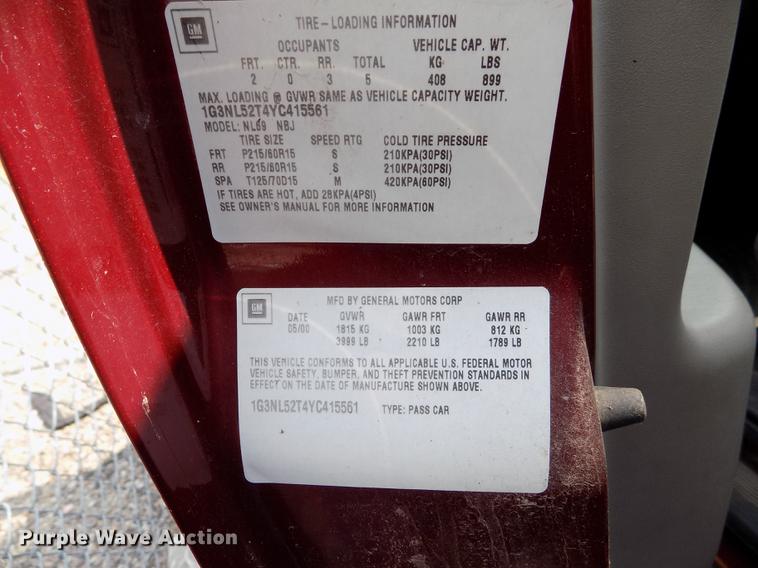 GM
TIRE-LOADING INFORMATION
OCCUPANTS VEHICLE CAP. WT.
FRT. CTR. RR. TOTAL KG LBS
2 0 3 5 408 899
MAX. LOADING @ GVWR SAME AS VEHICLE CAPACITY WEIGHT.
1G3NL52T4YC415561
MODEL: NL69 NBJ
TIRE SIZE SPEED RTG COLD TIRE PRESSURE
FRT P215/60R15 S 210KPA(30PSI)
RR P215/60R15 S 210KPA(30PSI)
SPA T125/70D15 M 420KPA(60PSI)
IF TIRES ARE HOT, ADD 28KPA(4PSI)
SEE OWNER'S MANUAL FOR MORE INFORMATION
GM
MFD BY GENERAL MOTORS CORP
DATE GVWR GAWR FRT GAWR RR
05/00 1815 KG 1003 KG 812 KG
3999 LB 2210 LB 1789 LB
THIS VEHICLE CONFORMS TO ALL APPLICABLE U.S. FEDERAL MOTOR
VEHICLE SAFETY, BUMPER, AND THEFT PREVENTION STANDARDS IN
EFFECT ON THE DATE OF MANUFACTURE SHOWN ABOVE.
1G3NL52T4YC415561 TYPE: PASS CAR
Purple Wave Auction